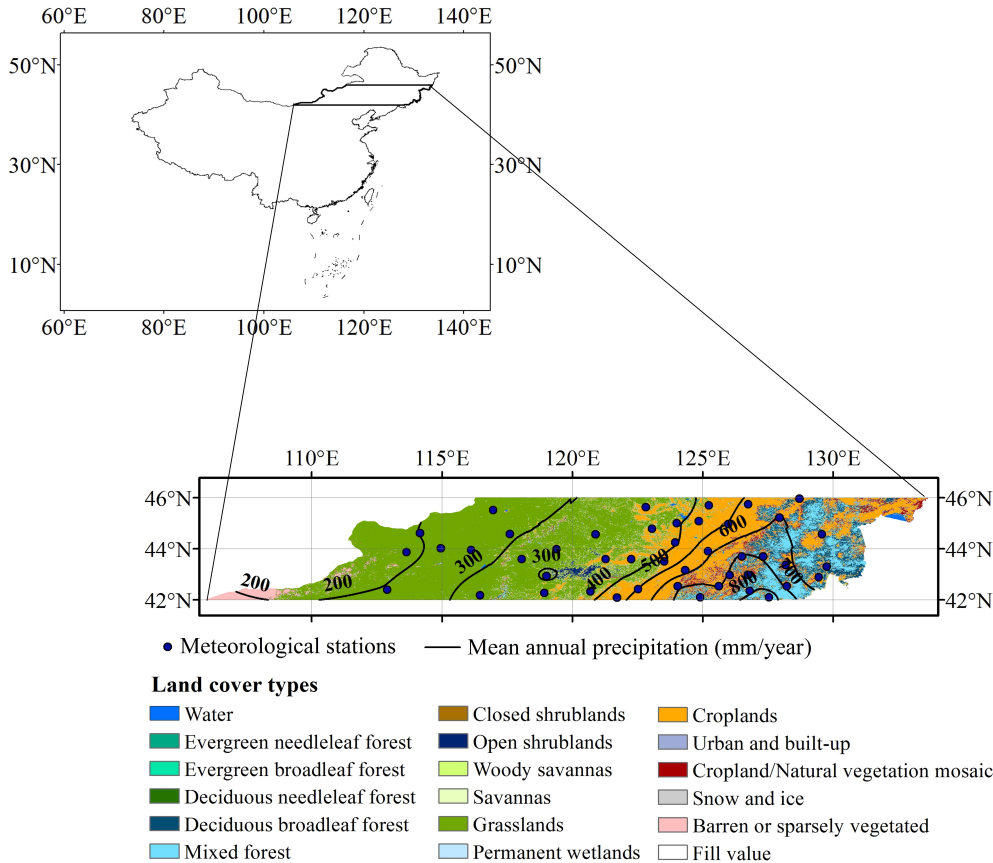 60°E 80°E 100°E 120°E 140°E
50°N 50°N
30°N 30°N
10°N 10°N
60°E 80°E 100°E 120°E 140°E
110°E 115°E 120°E 125°E 130°E
46°N 46°N
600
44°N 300 300 500 44°N
200 200 400 800 700
42°N 42°N
Meteorological stations Mean annual precipitation (mm/year)
Land cover types
Water Closed shrublands Croplands
Evergreen needleleaf forest Open shrublands Urban and built-up
Evergreen broadleaf forest Woody savannas Cropland/Natural vegetation mosaic
Deciduous needleleaf forest Savannas Snow and ice
Deciduous broadleaf forest Grasslands Barren or sparsely vegetated
Mixed forest Permanent wetlands Fill value